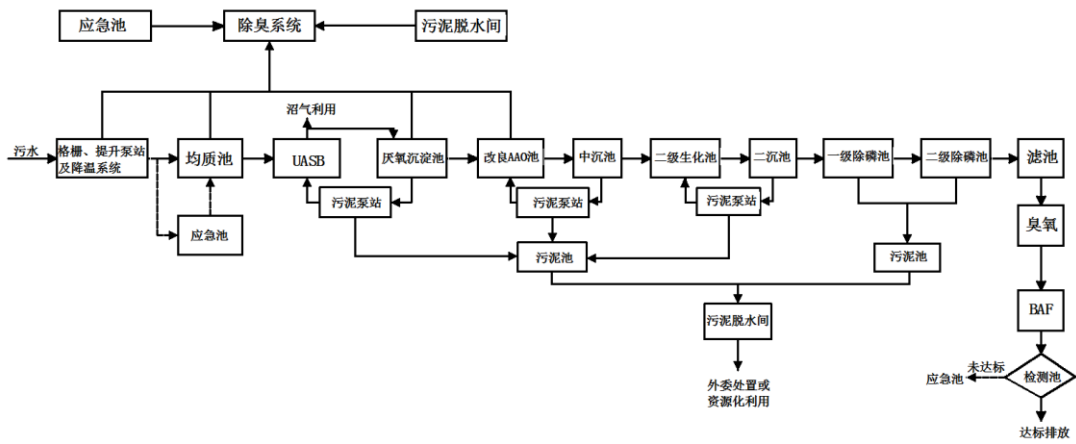 应急池
除臭系统
污泥脱水间
沼气利用
污水
格栅、提升泵站
及降温系统
均质池
UASB
厌氧沉淀池
改良AAO池
中沉池
二级生化池
二沉池
一级除磷池
二级除磷池
滤池
污泥泵站
污泥泵站
污泥泵站
应急池
臭氧
污泥池
污泥池
BAF
污泥脱水间
未达标
应急池
检测池
外委处置或
资源化利用
达标排放